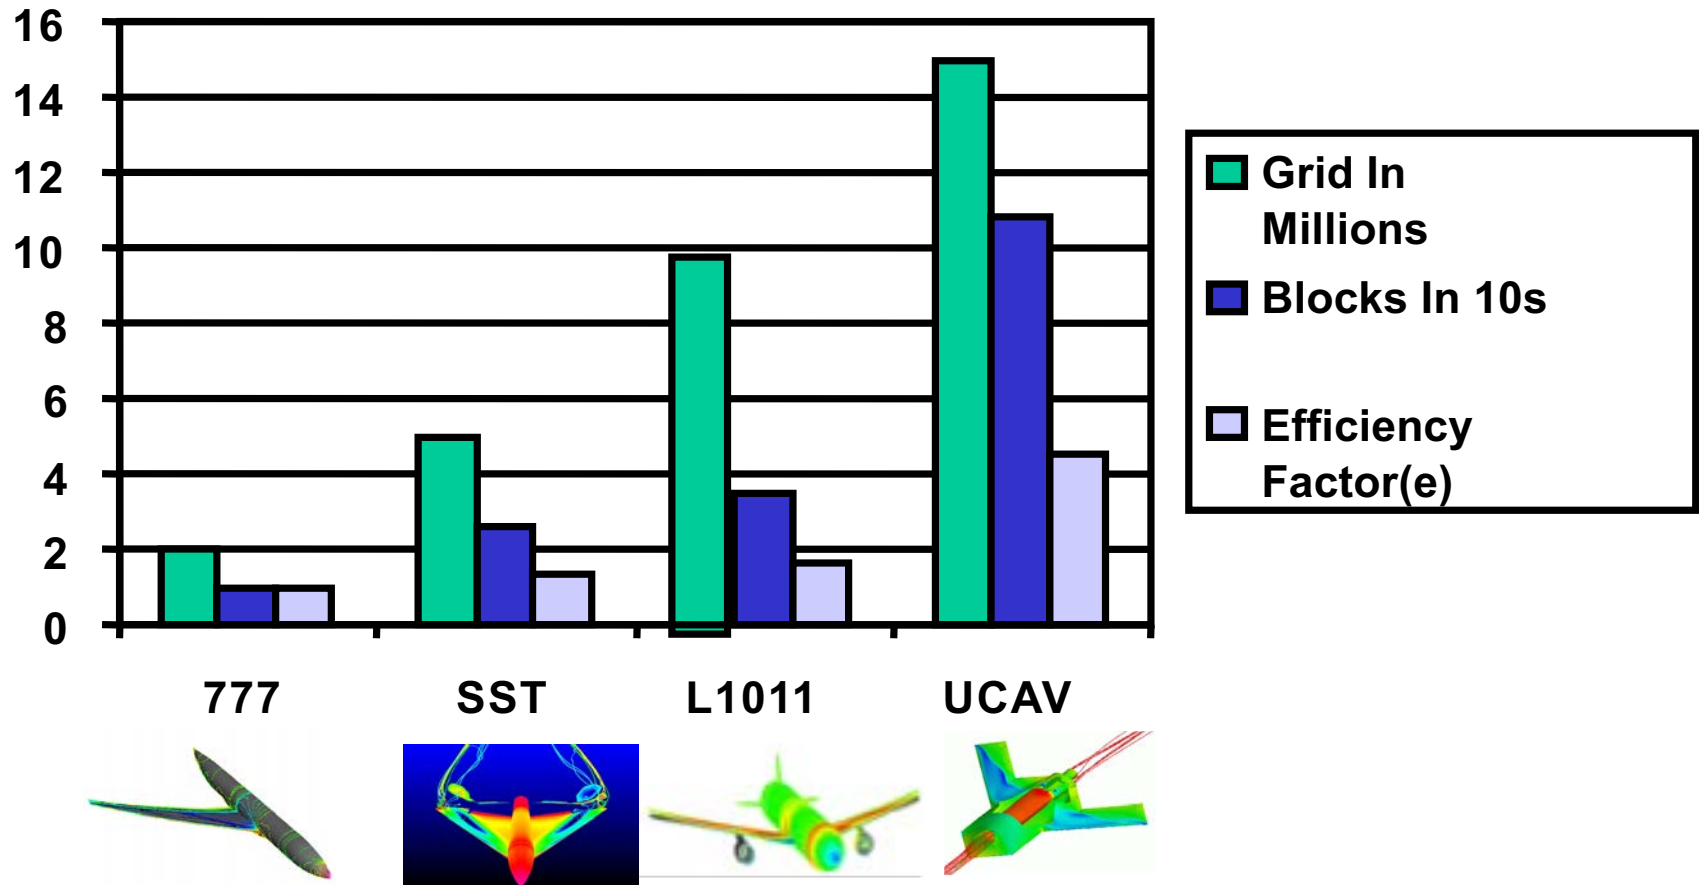 16
14
12
10
8
6
4
2
0
777 SST L1011 UCAV
Grid In
Millions
Blocks In 10s
Efficiency
Factor(e)